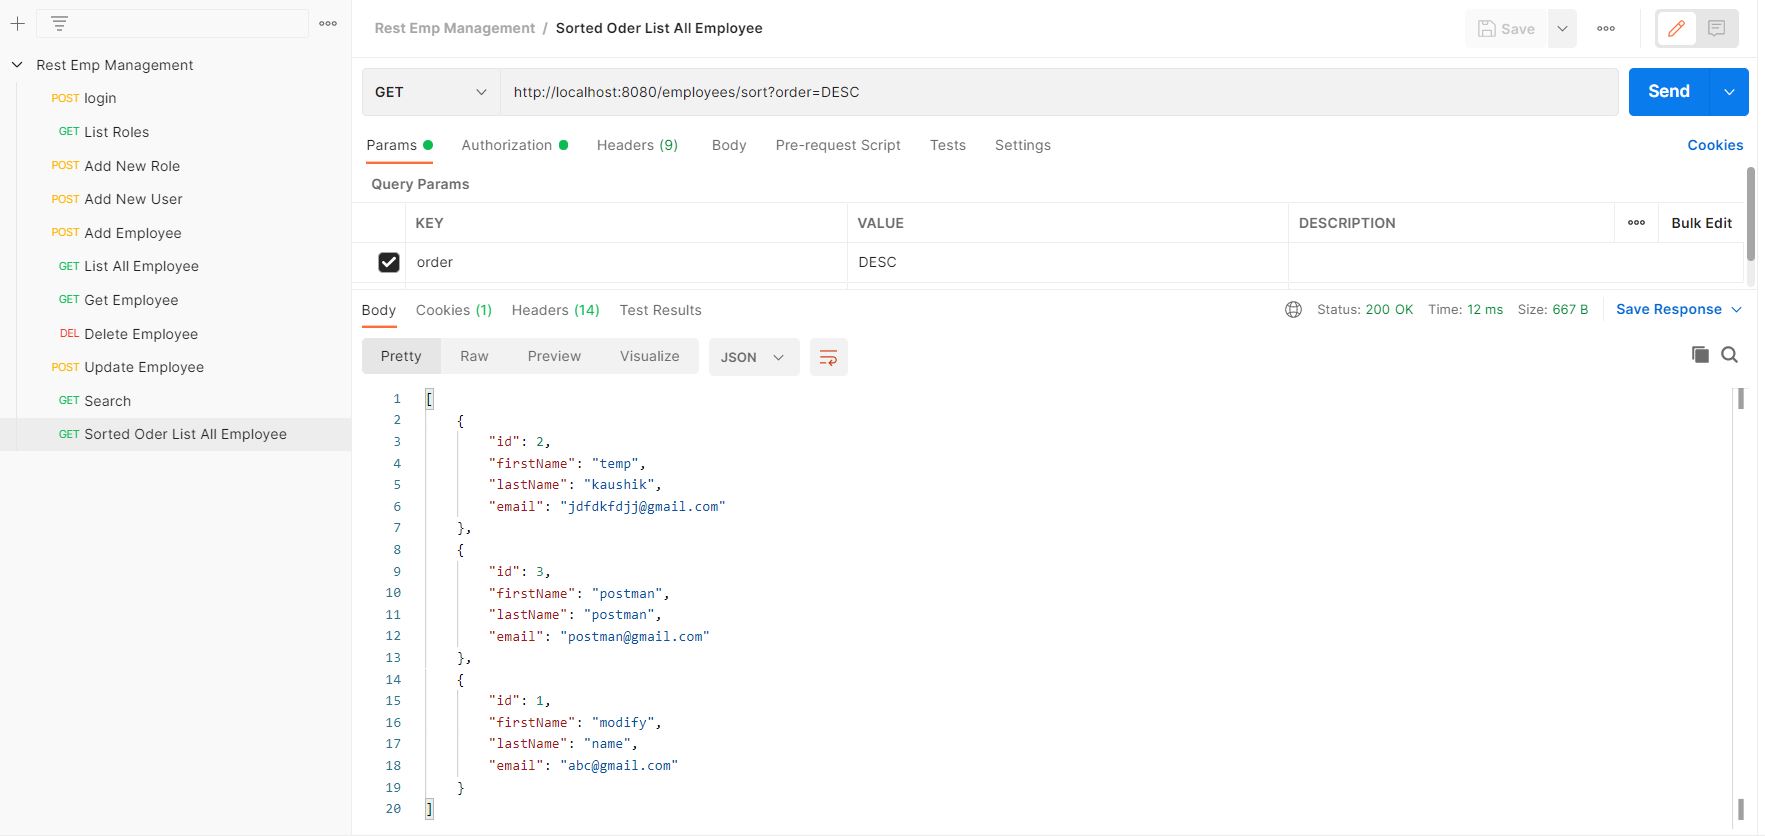 Rest Emp Management
POST login
GET List Roles
POST Add New Role
POST Add New User
POST Add Employee
GET List All Employee
GET Get Employee
DEL Delete Employee
POST Update Employee
GET Search
GET Sorted Oder List All Employee
Rest Emp Management / Sorted Oder List All Employee
Save
GET http://localhost:8080/employees/sort?order=DESC Send
Params Authorization Headers (9) Body Pre-request Script Tests Settings Cookies
Query Params
KEY VALUE DESCRIPTION Bulk Edit
order DESC
Body Cookies (1) Headers (14) Test Results Status: 200 OK Time: 12 ms Size: 667 B Save Response
Pretty Raw Preview Visualize JSON
1 [
2 {
3 "id": 2,
4 "firstName": "temp",
5 "lastName": "kaushik",
6 "email": "jdfdkfdjj@gmail.com"
7 },
8 {
9 "id": 3,
10 "firstName": "postman",
11 "lastName": "postman",
12 "email": "postman@gmail.com"
13 },
14 {
15 "id": 1,
16 "firstName": "modify",
17 "lastName": "name",
18 "email": "abc@gmail.com"
19 }
20 ]